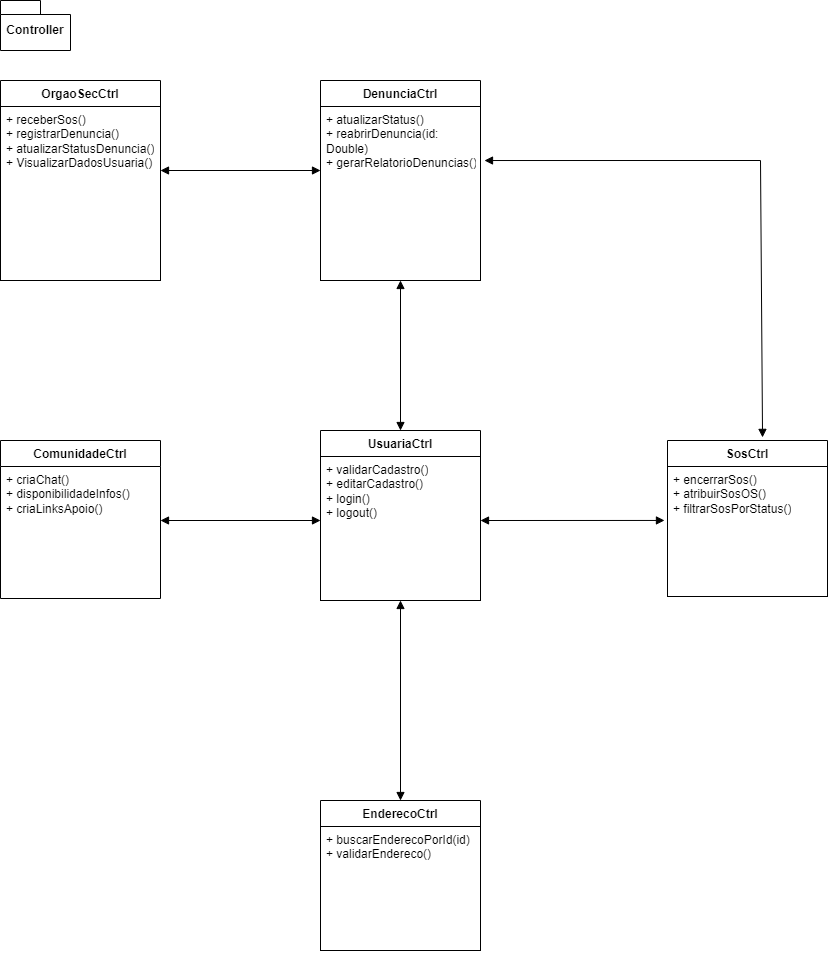 Controller
OrgaoSecCtrl
+ receberSos()
+ registrarDenuncia()
+ atualizarStatusDenuncia()
+ VisualizarDadosUsuaria()
DenunciaCtrl
+ atualizarStatus()
+ reabrirDenuncia(id:
Double)
+ gerarRelatorioDenuncias()
ComunidadeCtrl
+ criaChat()
+ disponibilidadeInfos()
+ criaLinksApoio()
UsuariaCtrl
+ validarCadastro()
+ editarCadastro()
+ login()
+ logout()
SosCtrl
+ encerrarSos()
+ atribuirSosOS()
+ filtrarSosPorStatus()
EnderecoCtrl
+ buscarEnderecoPorId(id)
+ validarEndereco()